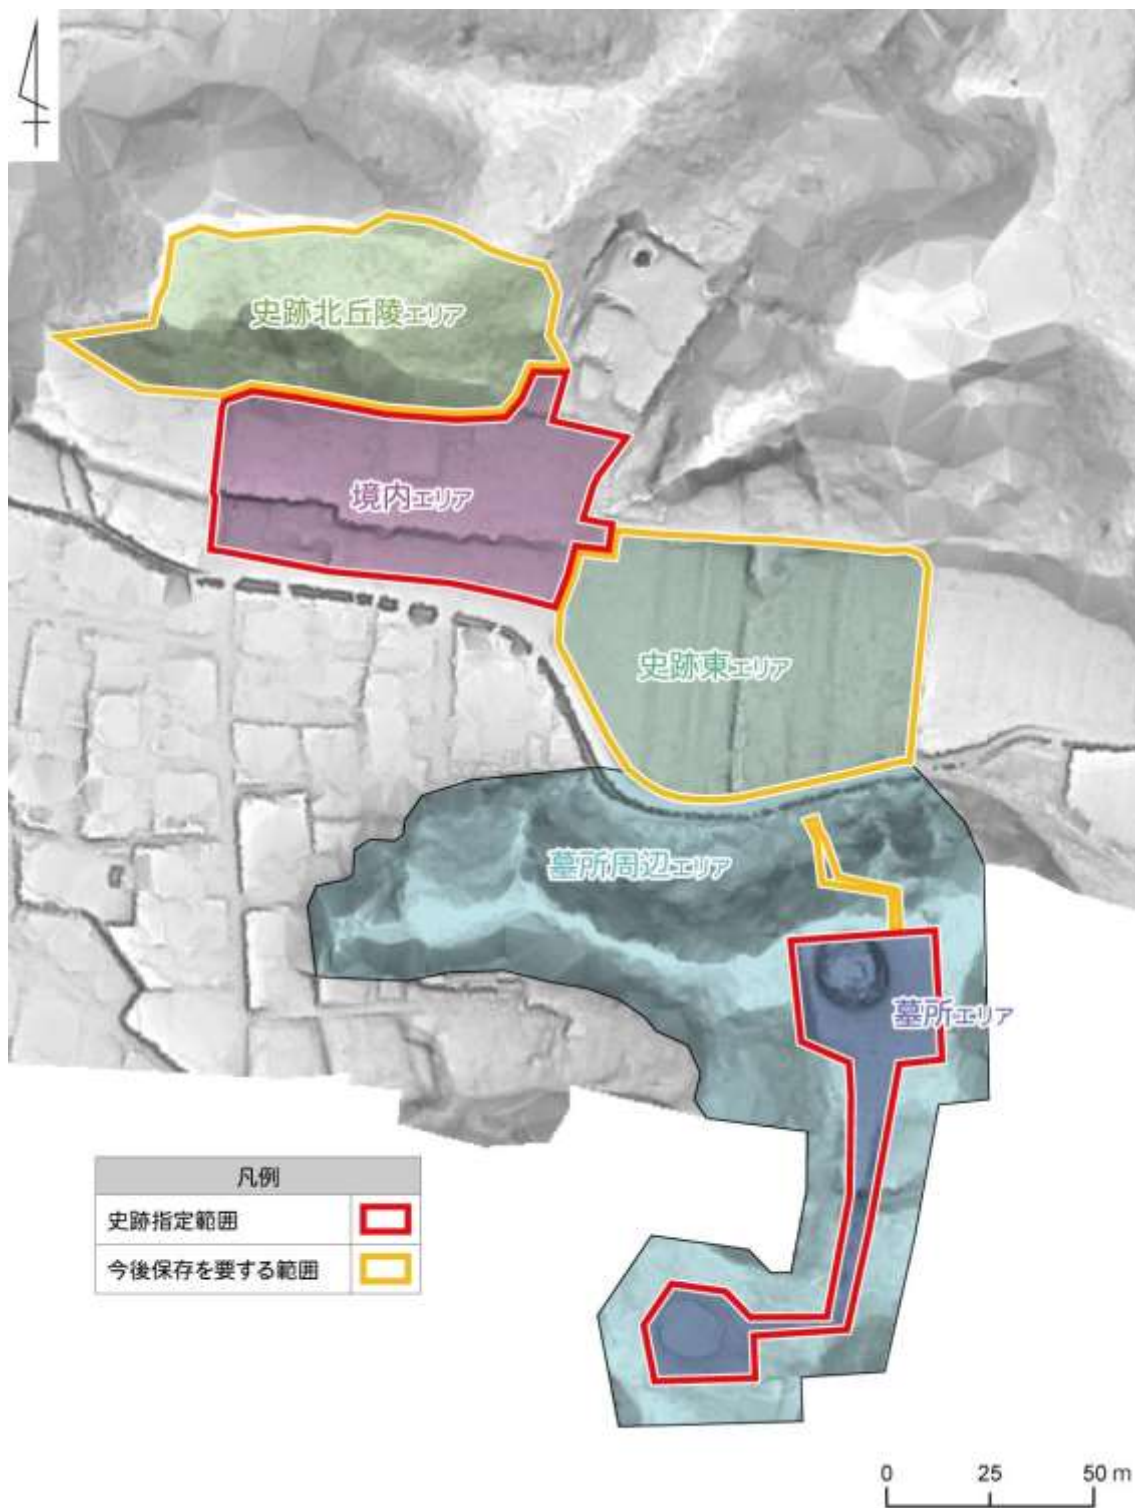 史跡北丘陵エリア
境内エリア
史跡東エリア
墓所周辺エリア
墓所エリア
凡例
史跡指定範囲
今後保存を要する範囲
0 25 50 m